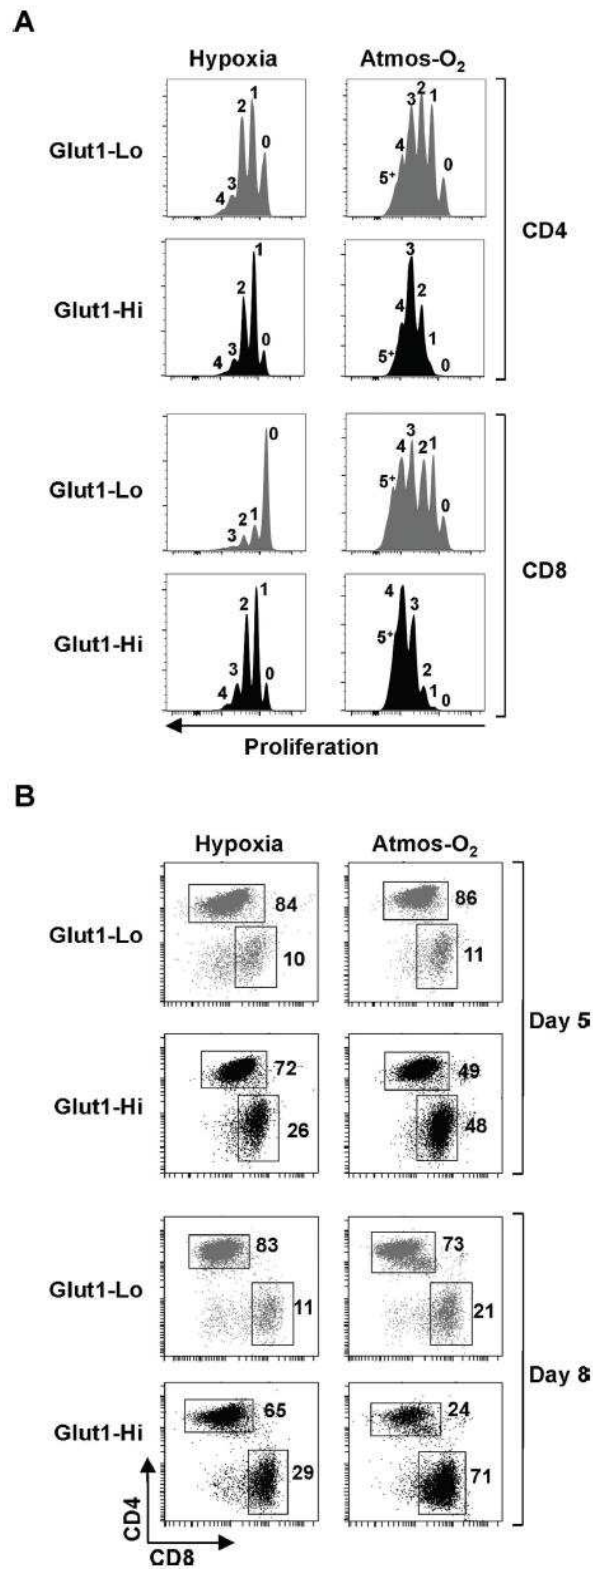 A
Hypoxia
Atmos-O2
Glut1-Lo
4 3 2 1 0
5+ 4 3 2 1 0
CD4
Glut1-Hi
4 3 2 1 0
5+ 4 3 2 1 0
Glut1-Lo
3 2 1 0
5+ 4 3 2 1 0
CD8
Glut1-Hi
4 3 2 1 0
5+ 4 3 2 1 0
Proliferation
B
Hypoxia
Atmos-O2
Glut1-Lo
84
10
86
11
Day 5
Glut1-Hi
72
26
49
48
Glut1-Lo
83
11
73
21
Day 8
Glut1-Hi
65
29
24
71
CD4
CD8